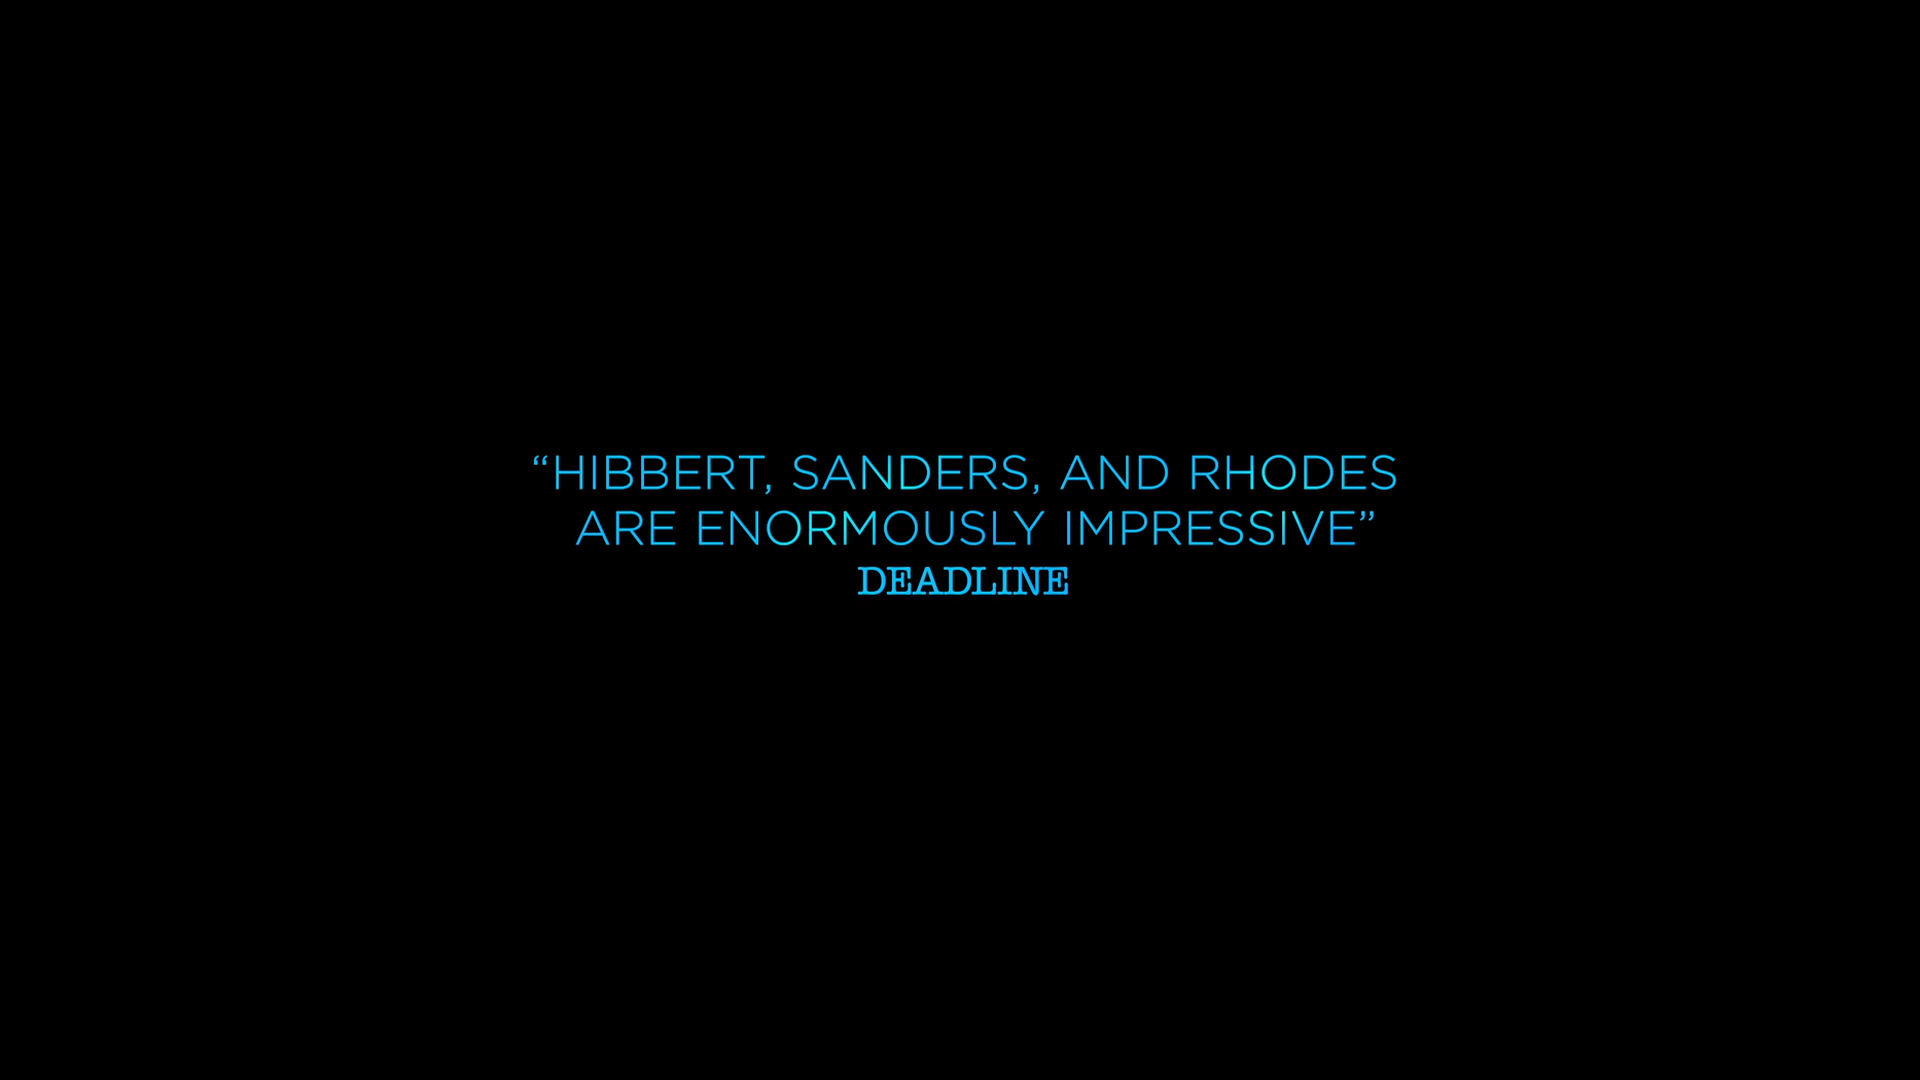 “HIBBERT, SANDERS, AND RHODES
ARE ENORMOUSLY IMPRESSIVE”
DEADLINE